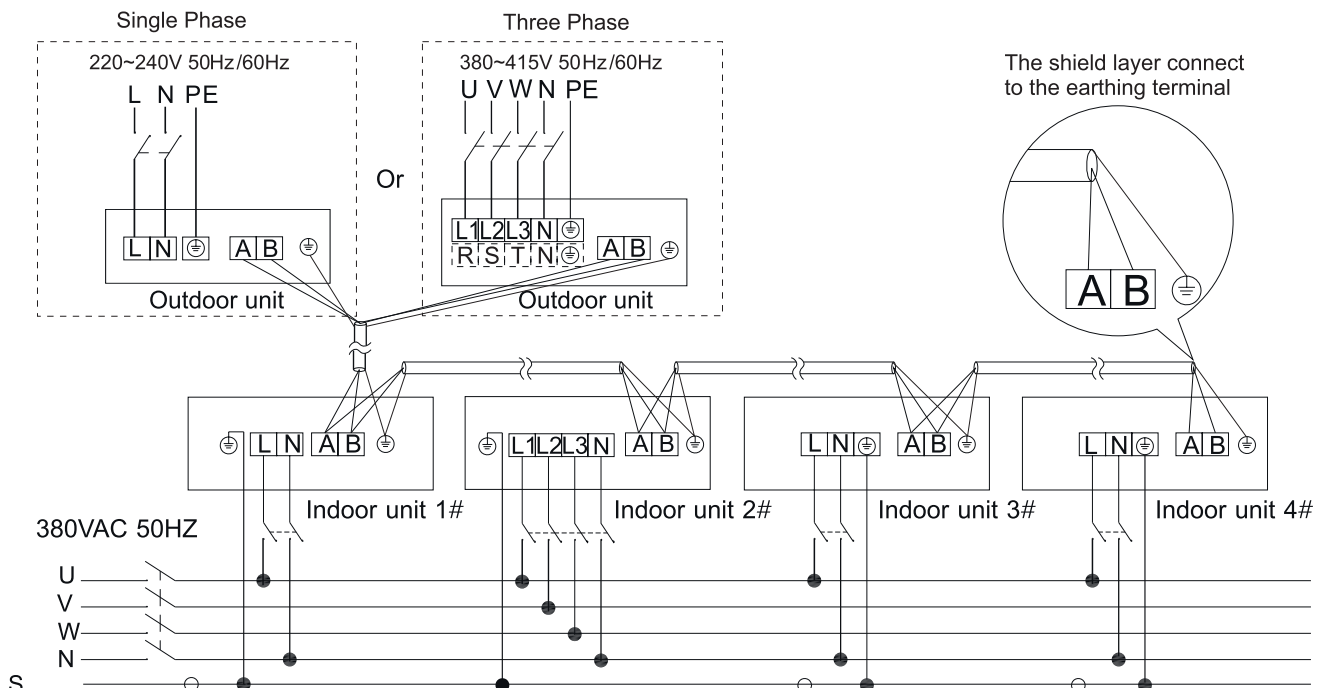 Single Phase
Three Phase
220~240V 50Hz/60Hz
380~415V 50Hz/60Hz
The shield layer connect
to the earthing terminal
L N PE
U V W N PE
Or
L1 L2 L3 N
L N A B
R S T N A B
A B
Outdoor unit
Outdoor unit
L N A B
L1 L2 L3 N A B
L N A B
L N A B
Indoor unit 1#
Indoor unit 2#
Indoor unit 3#
Indoor unit 4#
380VAC 50HZ
U
V
W
N
S